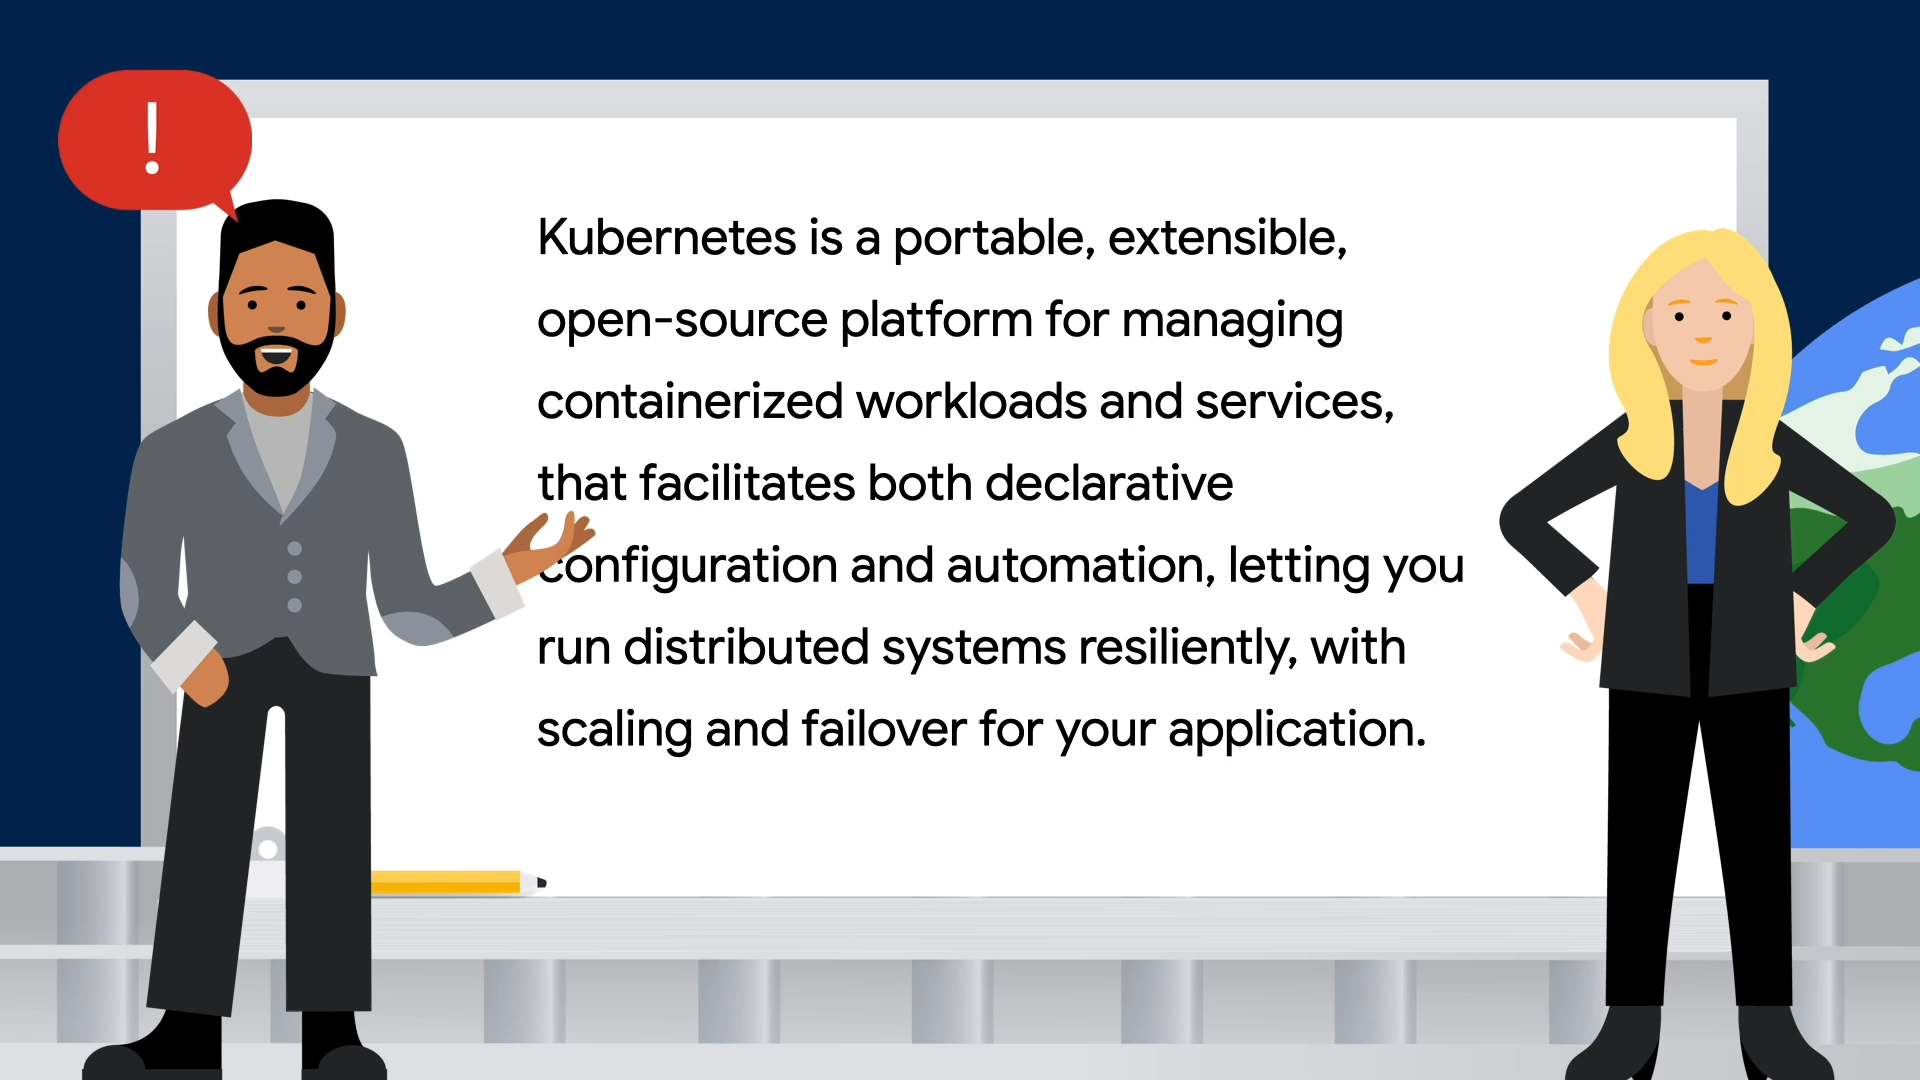 !
Kubernetes is a portable, extensible,
open-source platform for managing
containerized workloads and services,
that facilitates both declarative
configuration and automation, letting you
run distributed systems resiliently, with
scaling and failover for your application.